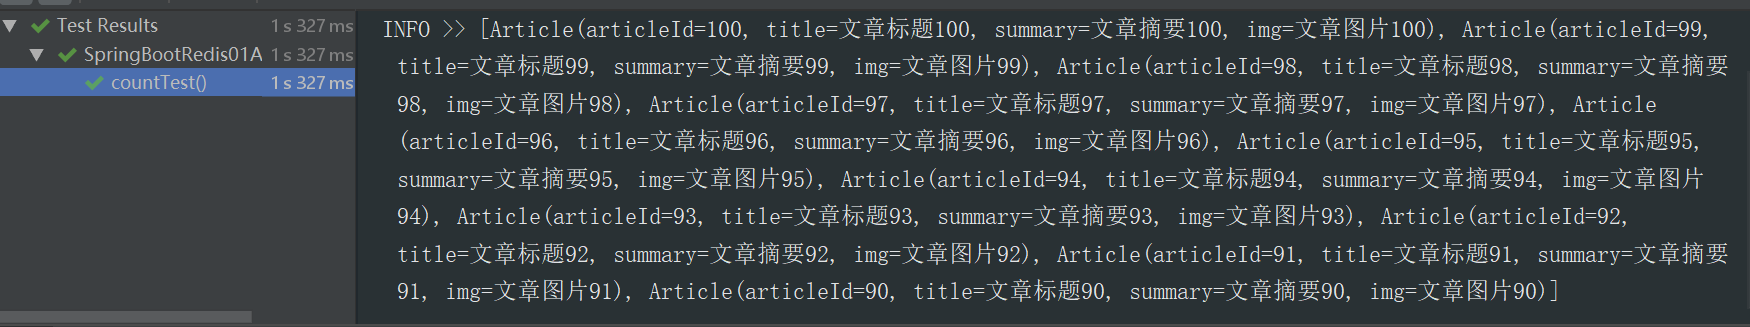 Test Results 1 s 327 ms
SpringBootRedis01A 1 s 327 ms
countTest() 1 s 327 ms
INFO >> [Article(articleId=100, title=文章标题100, summary=文章摘要100, img=文章图片100), Article(articleId=99,
title=文章标题99, summary=文章摘要99, img=文章图片99), Article(articleId=98, title=文章标题98, summary=文章摘要
98, img=文章图片98), Article(articleId=97, title=文章标题97, summary=文章摘要97, img=文章图片97), Article
(articleId=96, title=文章标题96, summary=文章摘要96, img=文章图片96), Article(articleId=95, title=文章标题95,
summary=文章摘要95, img=文章图片95), Article(articleId=94, title=文章标题94, summary=文章摘要94, img=文章图片
94), Article(articleId=93, title=文章标题93, summary=文章摘要93, img=文章图片93), Article(articleId=92,
title=文章标题92, summary=文章摘要92, img=文章图片92), Article(articleId=91, title=文章标题91, summary=文章摘要
91, img=文章图片91), Article(articleId=90, title=文章标题90, summary=文章摘要90, img=文章图片90)]